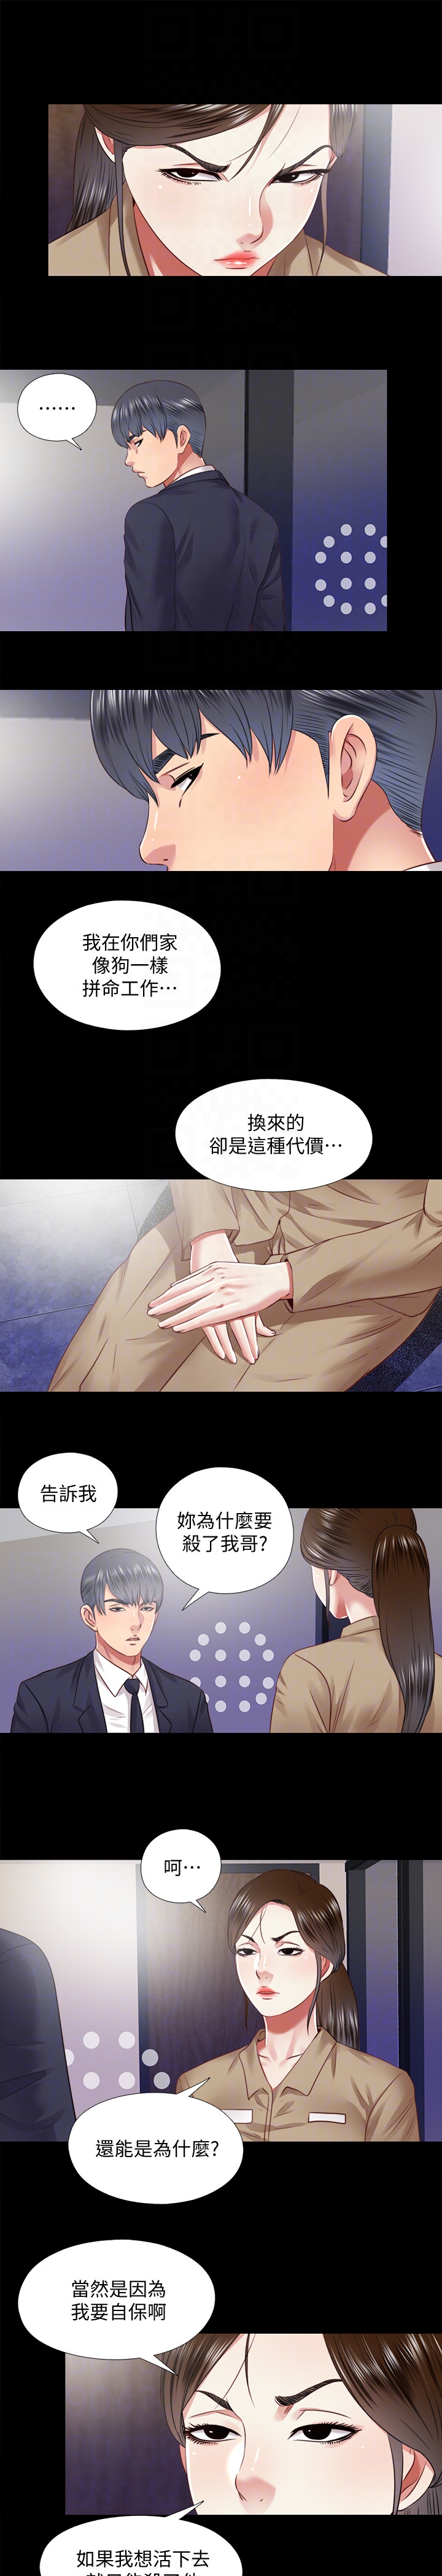 ……
我在你們家
像狗一樣
拼命工作…
換來的
卻是這種代價…
告訴我
妳為什麼要
殺了我哥?
呵…
還能是為什麼?
當然是因為
我要自保啊
如果我想活下去